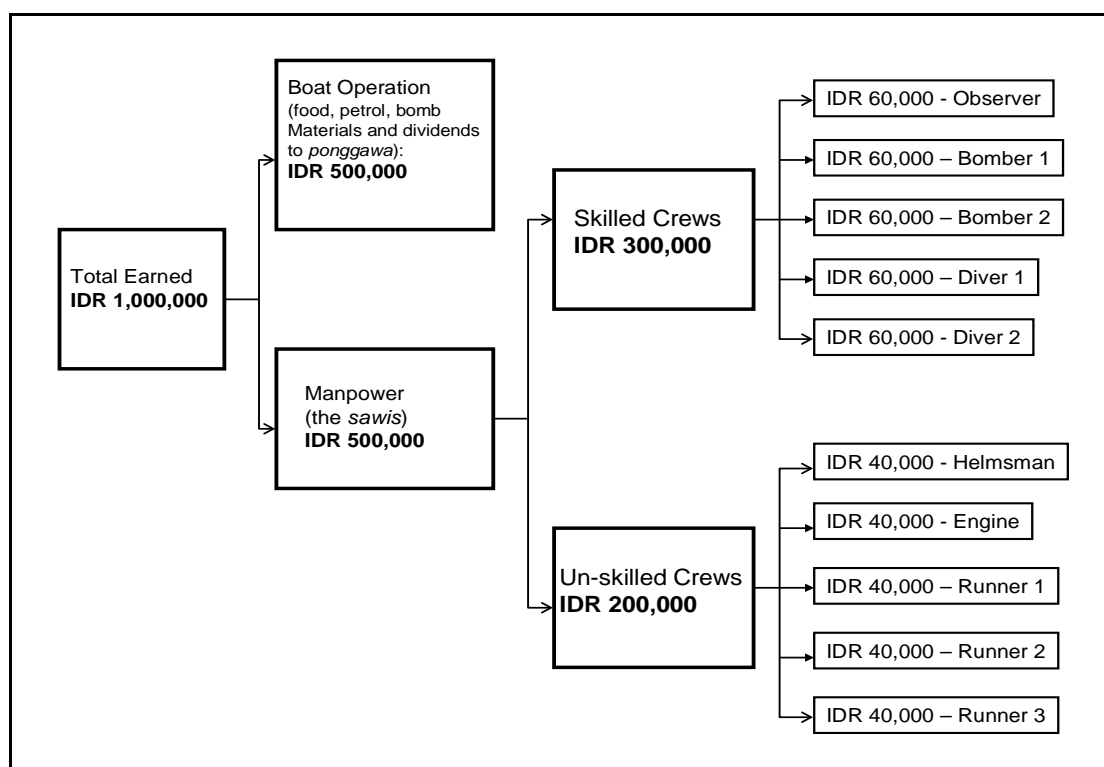 Total Earned
IDR 1,000,000
Boat Operation
(food, petrol, bomb
Materials and dividends
to ponggawa):
IDR 500,000
Manpower
(the sawis)
IDR 500,000
Skilled Crews
IDR 300,000
Un-skilled Crews
IDR 200,000
IDR 60,000 - Observer
IDR 60,000 – Bomber 1
IDR 60,000 – Bomber 2
IDR 60,000 – Diver 1
IDR 60,000 - Diver 2
IDR 40,000 - Helmsman
IDR 40,000 - Engine
IDR 40,000 – Runner 1
IDR 40,000 – Runner 2
IDR 40,000 – Runner 3